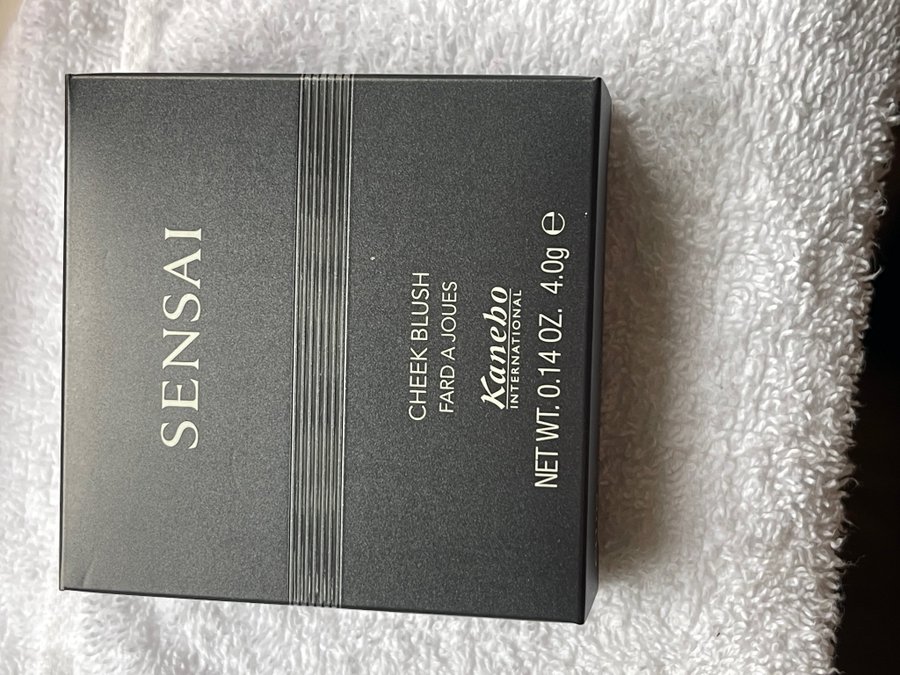 SENSAI
CHEEK BLUSH
FARD A JOUES
Kanebo
INTERNATIONAL
NET WT. 0.14 OZ. 4.0g ℮